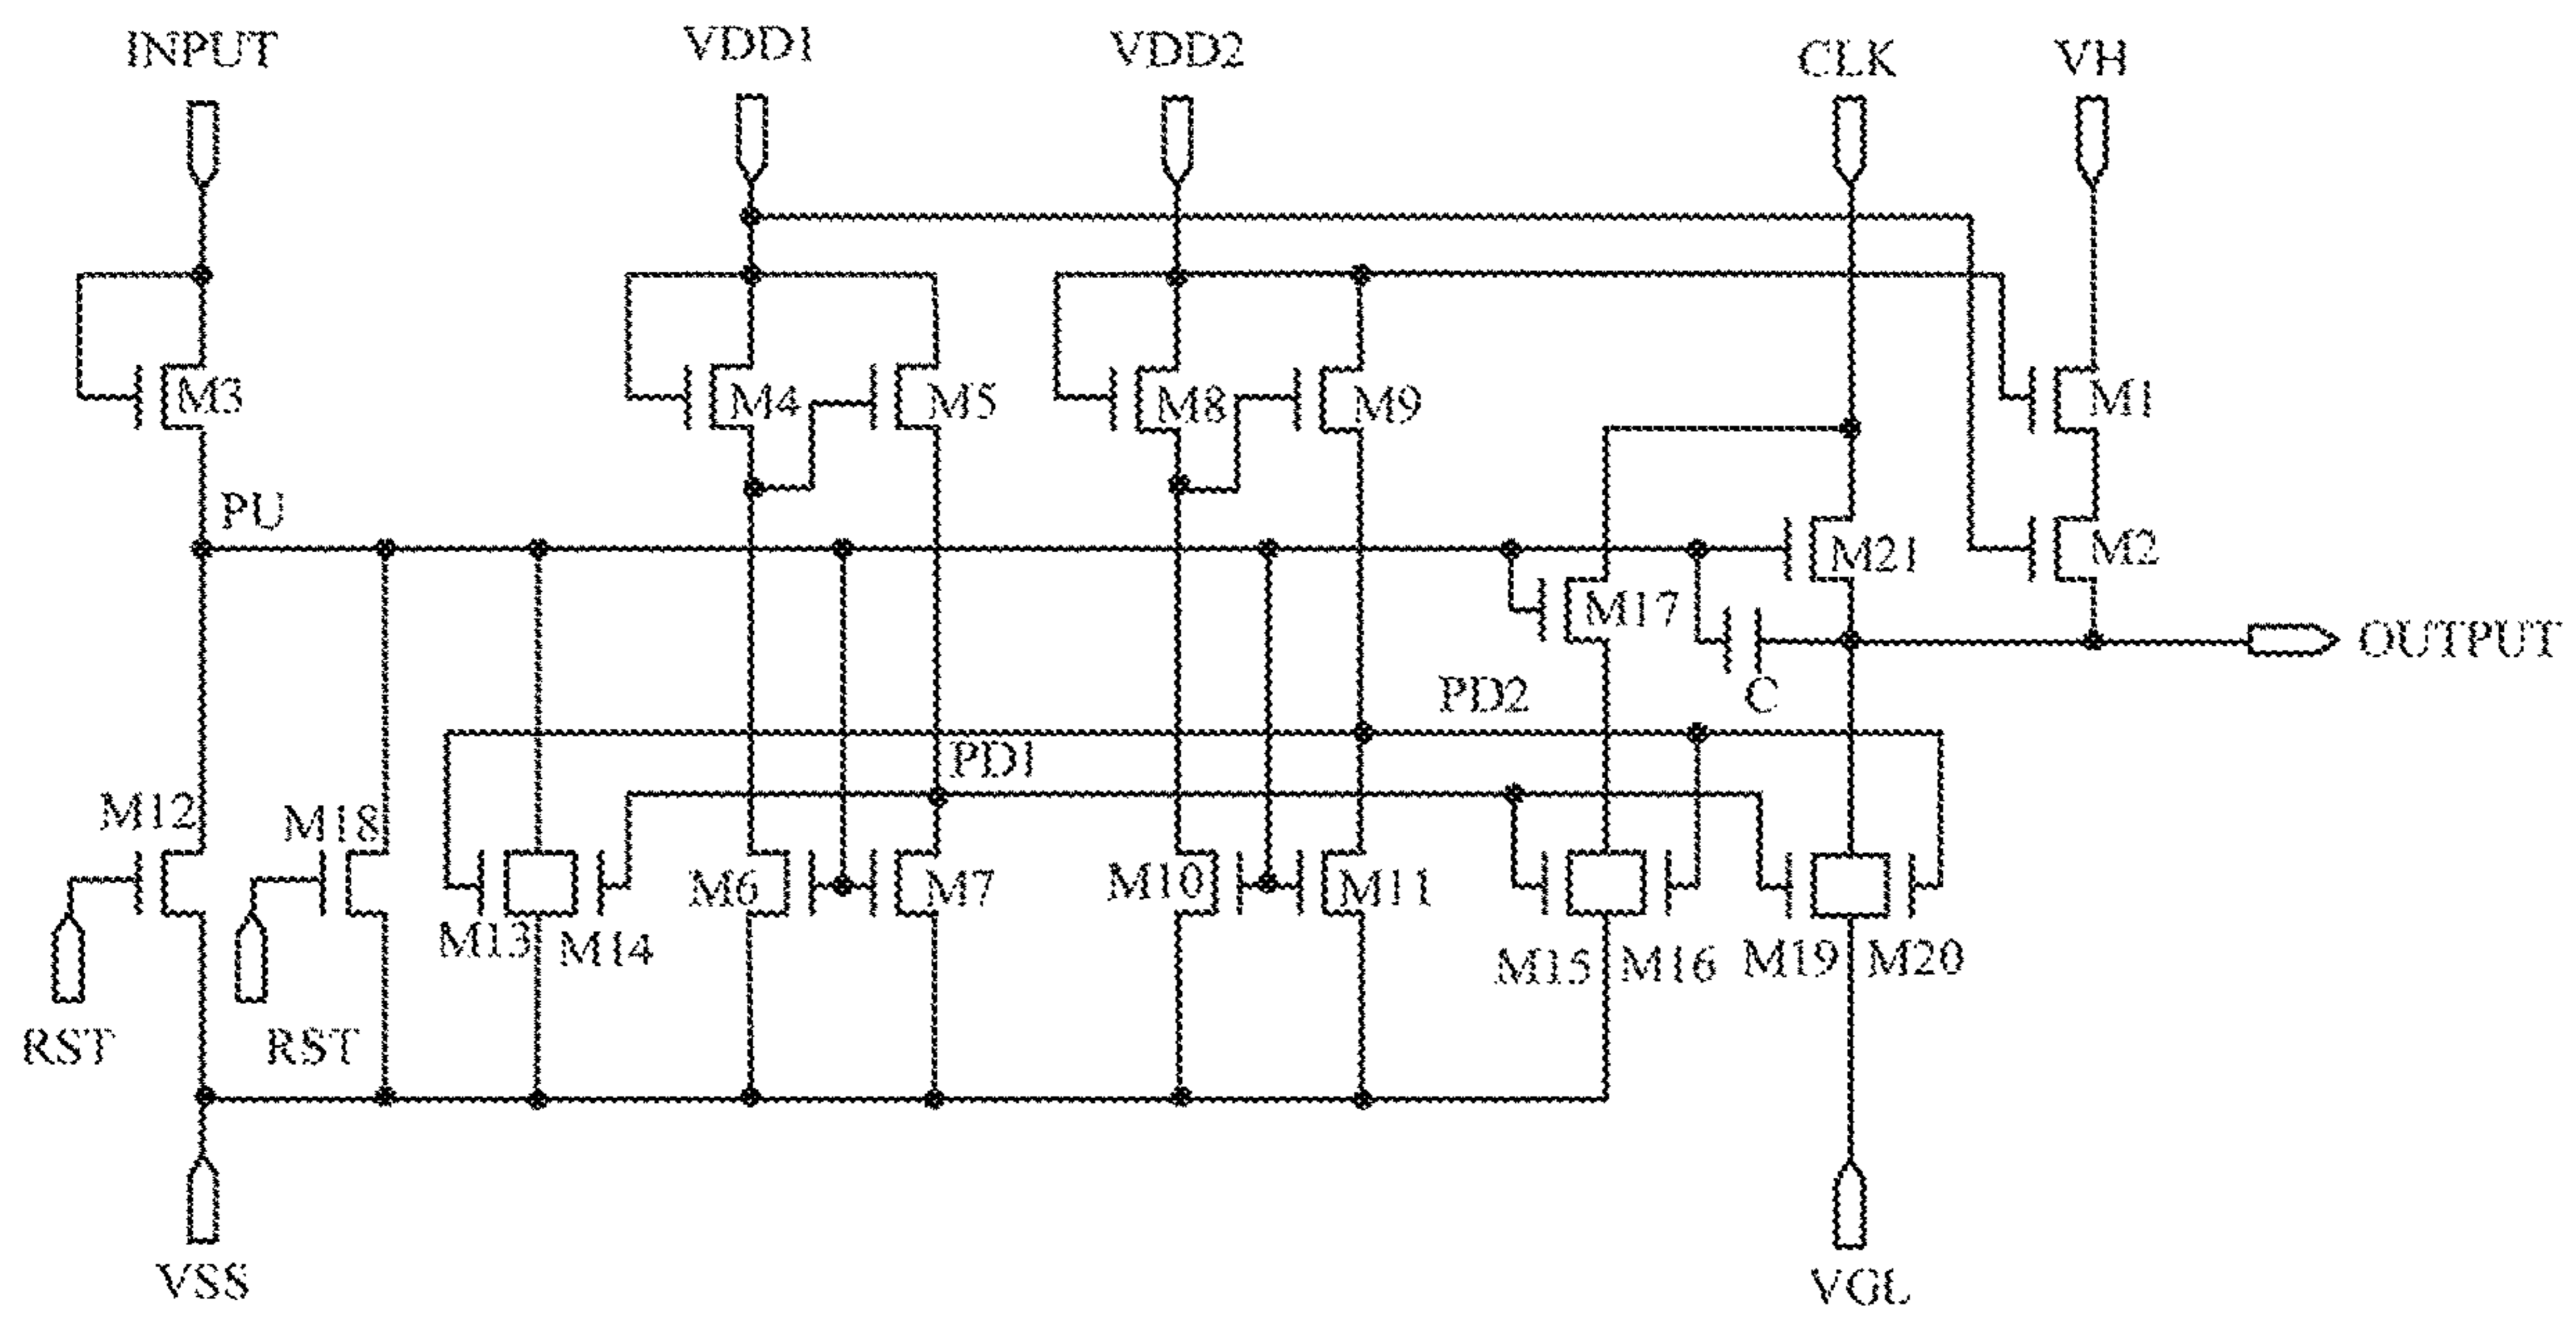 INPUT
VDD1
VDD2
CLK
VH
M3
M4
M5
M8
M9
M1
PU
M21
M2
M17
OUTPUT
PD2
C
PD1
M12
M18
M6
M7
M10
M11
M13
M14
M15
M16
M19
M20
RST
RST
VSS
VGL